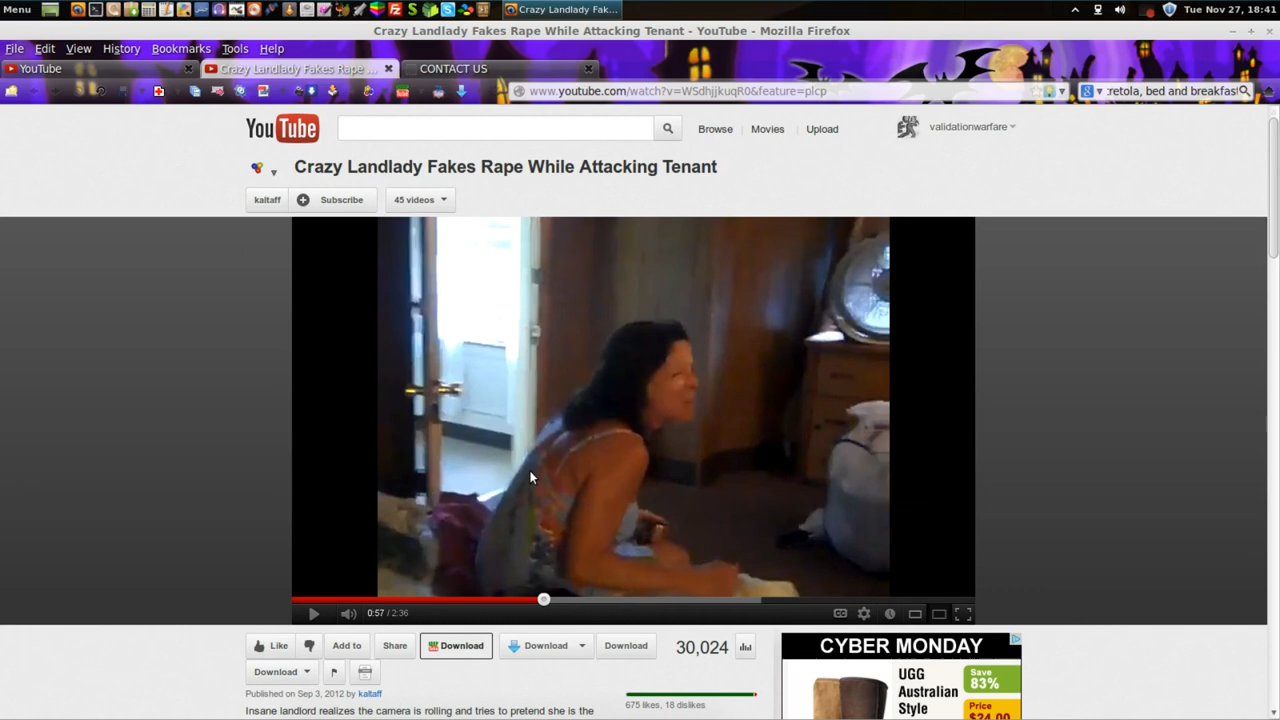 Menu
Crazy Landlady Fak...
Tue Nov 27, 18:41
Crazy Landlady Fakes Rape While Attacking Tenant - YouTube - Mozilla Firefox
File Edit View History Bookmarks Tools Help
YouTube
Crazy Landlady Fakes Rape ...
CONTACT US
www.youtube.com/watch?v=WSdhjjkuqR0&feature=plcp
retola, bed and breakfas
YouTube
Browse Movies Upload
validationwarfare
Crazy Landlady Fakes Rape While Attacking Tenant
kaltaff Subscribe 45 videos
0:57 / 2:36
Like Add to Share Download Download Download
30,024
Download
Published on Sep 3, 2012 by kaltaff
675 likes, 18 dislikes
Insane landlord realizes the camera is rolling and tries to pretend she is the
CYBER MONDAY
UGG
Australian
Style
Save
83%
Price
$24.00